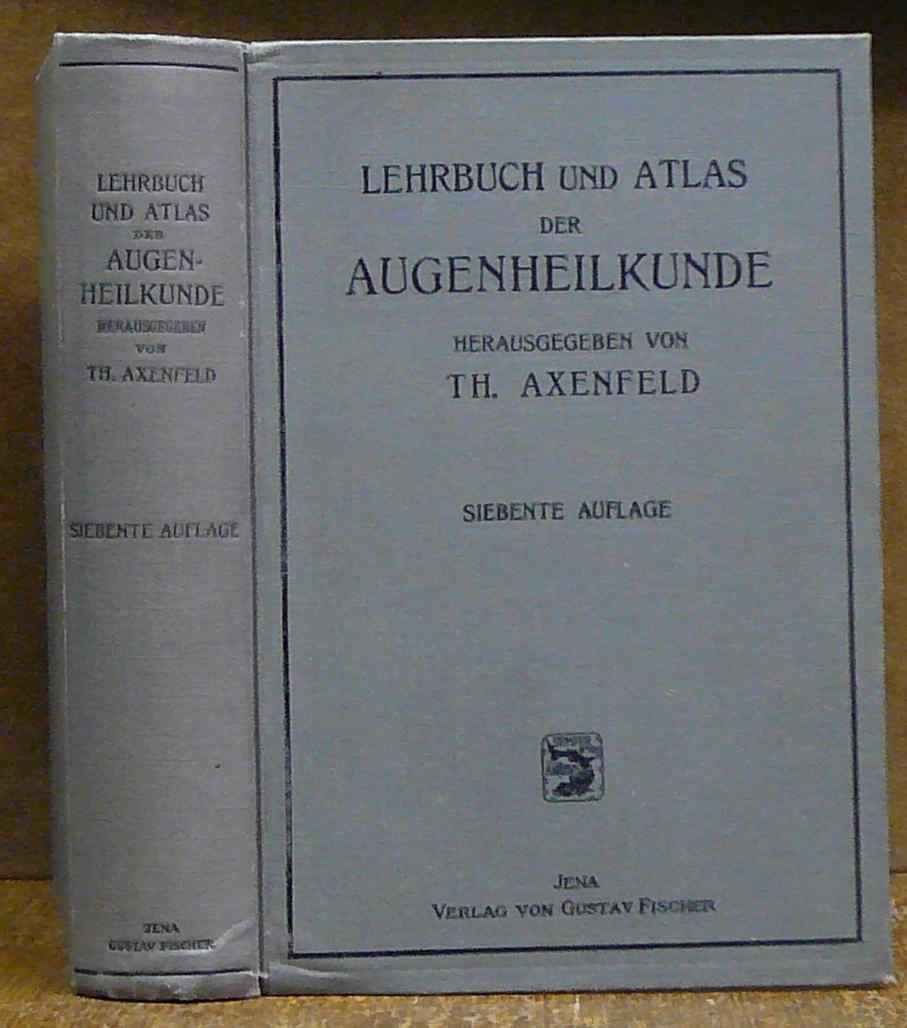 LEHRBUCH
UND ATLAS
DER
AUGEN-
HEILKUNDE
HERAUSGEGEBEN
VON
TH. AXENFELD
SIEBENTE AUFLAGE
JENA
GUSTAV FISCHER
LEHRBUCH UND ATLAS
DER
AUGENHEILKUNDE
HERAUSGEGEBEN VON
TH. AXENFELD
SIEBENTE AUFLAGE
JENA
VERLAG VON GUSTAV FISCHER